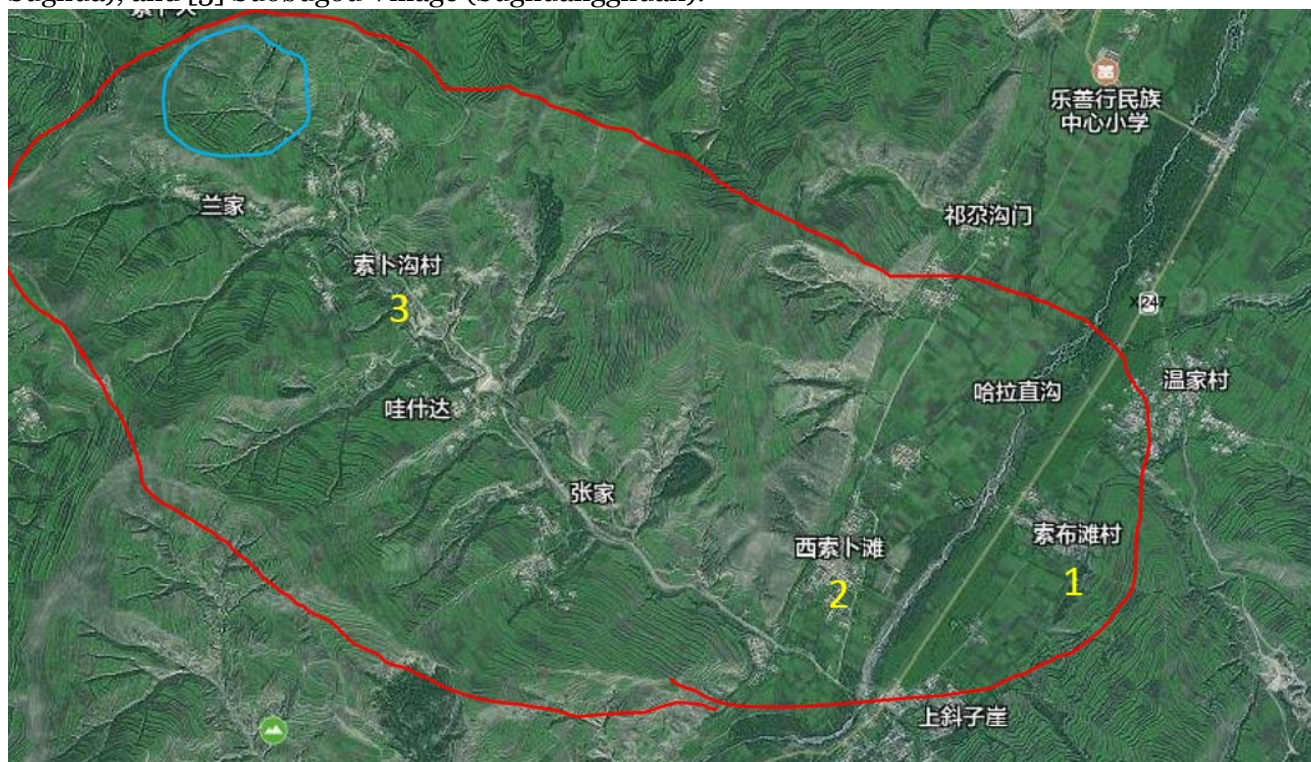 Sughuay, and [3] Suobugou Village (Sughuangghuan).
乐善行民族
中心小学
兰家
祁尕沟门
索卜沟村
3
X247
哈拉直沟
温家村
哇什达
张家
西索卜滩
2
索布滩村
1
上斜子崖